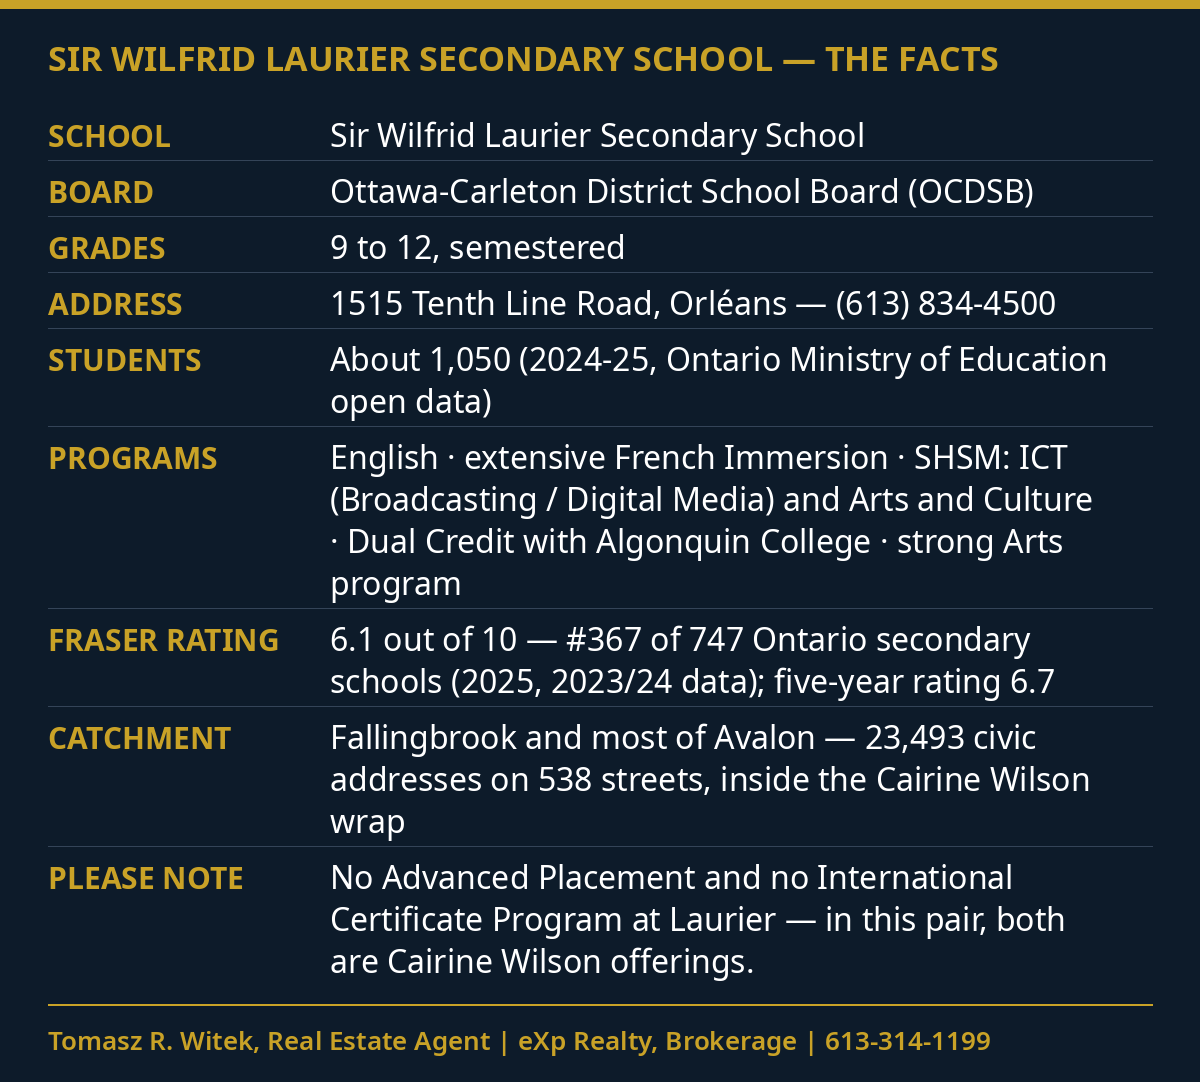 SIR WILFRID LAURIER SECONDARY SCHOOL — THE FACTS
SCHOOL Sir Wilfrid Laurier Secondary School
BOARD Ottawa-Carleton District School Board (OCDSB)
GRADES 9 to 12, semestered
ADDRESS 1515 Tenth Line Road, Orléans — (613) 834-4500
STUDENTS About 1,050 (2024-25, Ontario Ministry of Education
open data)
PROGRAMS English · extensive French Immersion · SHSM: ICT
(Broadcasting / Digital Media) and Arts and Culture
· Dual Credit with Algonquin College · strong Arts
program
FRASER RATING 6.1 out of 10 — #367 of 747 Ontario secondary
schools (2025, 2023/24 data); five-year rating 6.7
CATCHMENT Fallingbrook and most of Avalon — 23,493 civic
addresses on 538 streets, inside the Cairine Wilson
wrap
PLEASE NOTE No Advanced Placement and no International
Certificate Program at Laurier — in this pair, both
are Cairine Wilson offerings.
Tomasz R. Witek, Real Estate Agent | eXp Realty, Brokerage | 613-314-1199